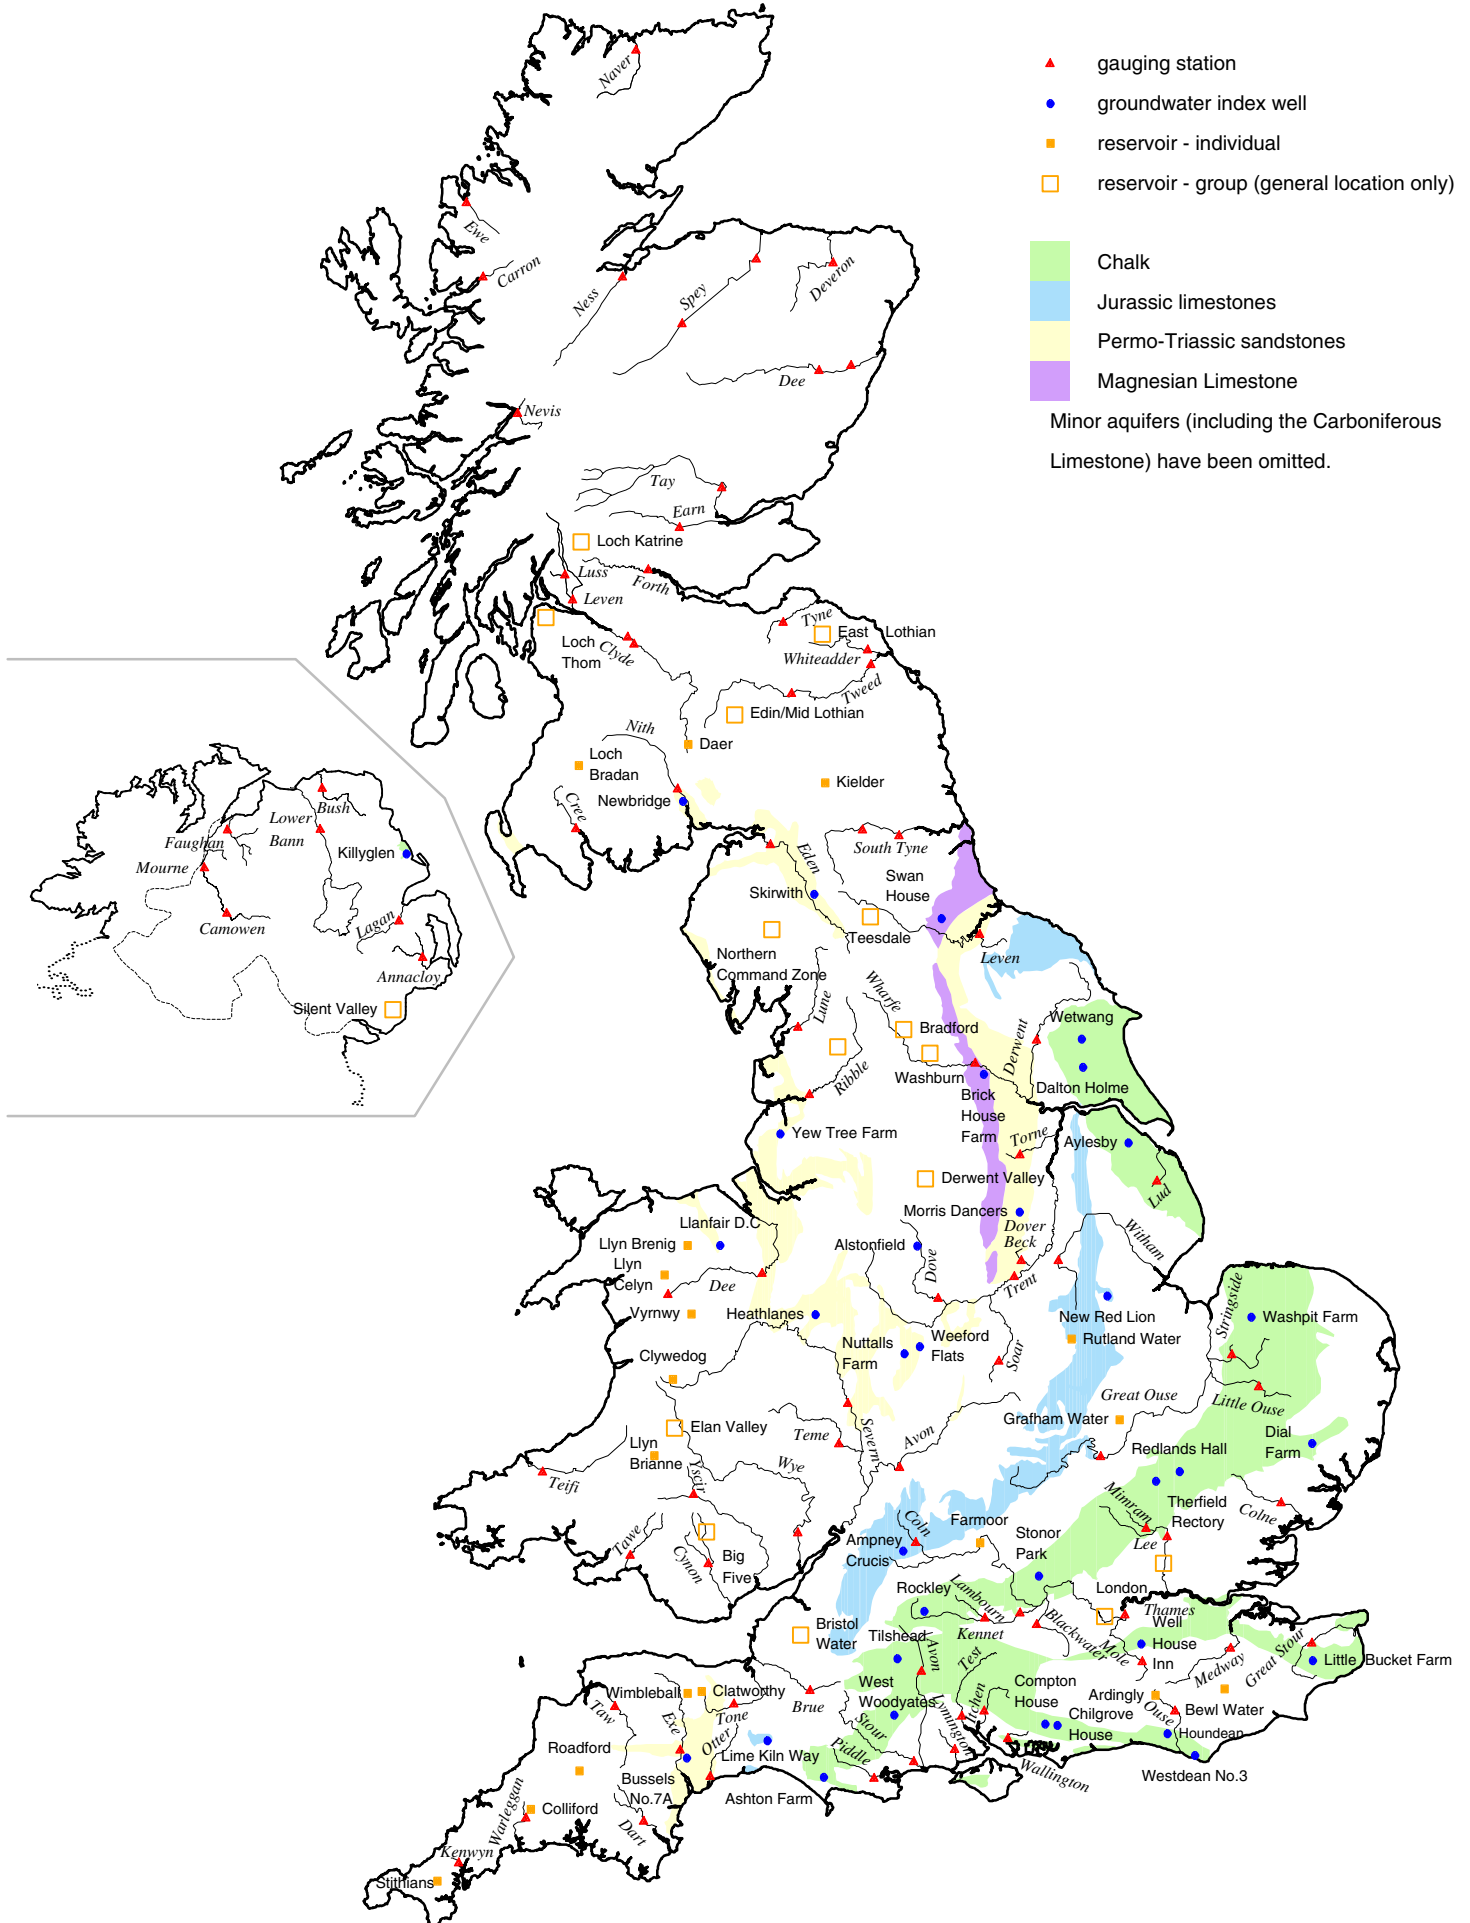 gauging station
groundwater index well
reservoir - individual
reservoir - group (general location only)
Chalk
Jurassic limestones
Permo-Triassic sandstones
Magnesian Limestone
Minor aquifers (including the Carboniferous
Limestone) have been omitted.
Naver
Ewe
Carron
Ness
Spey
Deveron
Dee
Nevis
Tay
Earn
Loch Katrine
Luss
Forth
Leven
Loch
Thom
Clyde
Tyne
East Lothian
Whiteadder
Tweed
Edin/Mid Lothian
Nith
Daer
Loch
Bradan
Kielder
Newbridge
Cree
Bush
Lower
Bann
Faughan
Killyglen
Mourne
Camowen
Lagan
Annacloy
Silent Valley
South Tyne
Eden
Swan
House
Skirwith
Teesdale
Northern
Command Zone
Leven
Lune
Wharfe
Bradford
Wetwang
Derwent
Ribble
Washburn
Dalton Holme
Brick
House
Farm
Yew Tree Farm
Torne
Aylesby
Lud
Derwent Valley
Morris Dancers
Dover
Beck
Witham
Llanfair D.C
Llyn Brenig
Alstonfield
Llyn
Celyn
Dee
Dove
Trent
Vyrnwy
Heathlanes
New Red Lion
Stringside
Washpit Farm
Nuttalls
Farm
Weeford
Flats
Rutland Water
Soar
Clywedog
Great Ouse
Little Ouse
Grafham Water
Elan Valley
Teme
Severn
Avon
Dial
Farm
Llyn
Brianne
Wye
Redlands Hall
Teifi
Yscir
Mimram
Therfield
Rectory
Colne
Coln
Farmoor
Stonor
Park
Tawe
Cynon
Big
Five
Ampney
Crucis
Lee
London
Rockley
Lambourn
Thames
Bristol
Water
Tilshead
Kennet
Blackwater
Mole
Well
House
Inn
Avon
Test
Medway
Great Stour
Little Bucket Farm
West
Woodyates
Compton
House
Wimbleball
Clatworthy
Brue
Itchen
Ardingly
Taw
Tone
Lymington
Chilgrove
House
Ouse
Bewl Water
Exe
Otter
Stour
Houndean
Roadford
Lime Kiln Way
Piddle
Wallington
Westdean No.3
Bussels
No.7A
Ashton Farm
Warleggan
Colliford
Dart
Kenwyn
Stithians